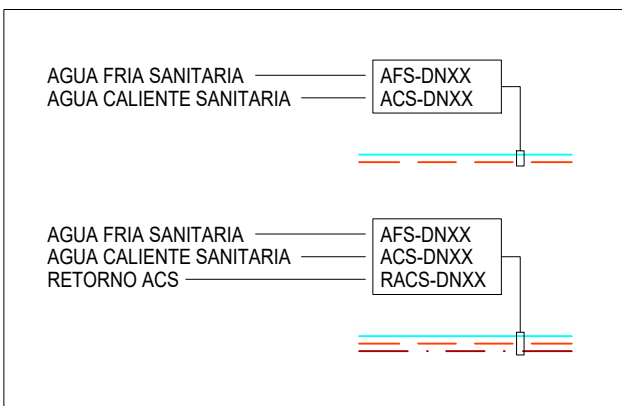 AGUA FRIA SANITARIA AFS-DNXX
AGUA CALIENTE SANITARIA ACS-DNXX
AGUA FRIA SANITARIA AFS-DNXX
AGUA CALIENTE SANITARIA ACS-DNXX
RETORNO ACS RACS-DNXX